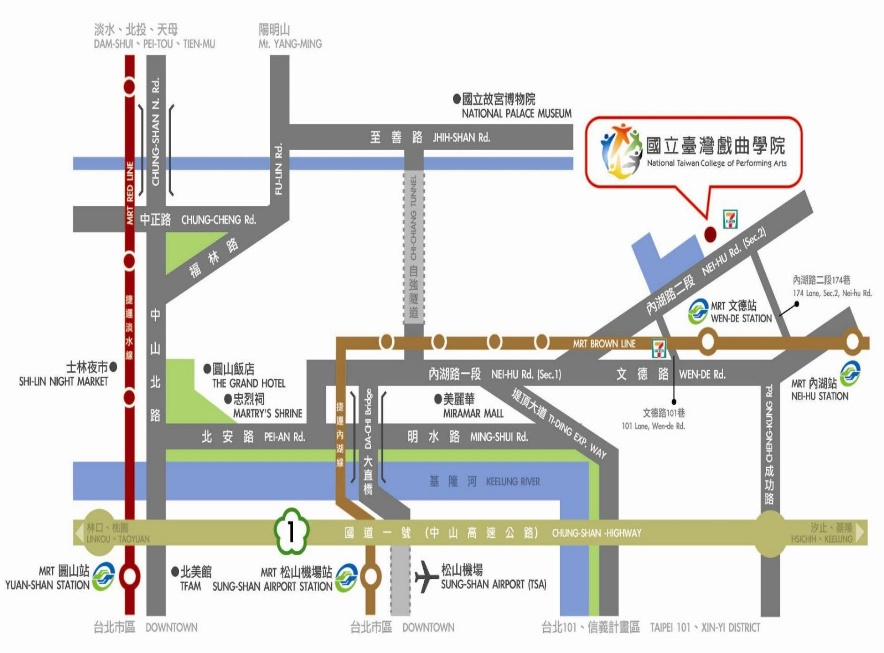 淡水、北投、天母
DAM-SHUI、PEI-TOU、TIEN-MU
陽明山
Mt. YANG-MING
CHUNG-SHAN N. Rd.
國立故宮博物院
NATIONAL PALACE MUSEUM
至善路 JHIH-SHAN Rd.
國立臺灣戲曲學院
National Taiwan College of Performing Arts
MRT RED LINE
FU-LIN Rd.
CHI-CHIANG TUNNEL
自強隧道
中正路 CHUNG-CHENG Rd.
福林路
7
內湖路二段 NEI-HU Rd. (Sec.2)
內湖路二段174巷
174 Lane, Sec.2, Nei-hu Rd.
捷運淡水線
中山北路
MRT 文德站
WEN-DE STATION
MRT BROWN LINE
7
士林夜市
SHI-LIN NIGHT MARKET
圓山飯店
THE GRAND HOTEL
忠烈祠
MARTRY'S SHRINE
內湖路一段 NEI-HU Rd. (Sec.1)
文德路 WEN-DE Rd.
MRT 內湖站
NEI-HU STATION
捷運內湖線
DA-CHI Bridge
大直橋
美麗華
MIRAMAR MALL
堤頂大道 TI-DING EXP. WAY
文德路101巷
101 Lane, Wen-de Rd.
CHENG-KUNG Rd.
成功路
北安路 PEI-AN Rd.
明水路 MING-SHUI Rd.
基隆河 KEELUNG RIVER
林口、桃園
LINKOU、TAOYUAN
1
國道一號(中山高速公路) CHUNG-SHAN -HIGHWAY
汐止、基隆
HSICHIH、KEELUNG
MRT 圓山站
YUAN-SHAN STATION
北美館
TFAM
MRT 松山機場站
SUNG-SHAN AIRPORT STATION
松山機場
SUNG-SHAN AIRPORT (TSA)
台北市區 DOWNTOWN
台北市區 DOWNTOWN
台北101、信義計畫區 TAIPEI 101、XIN-YI DISTRICT